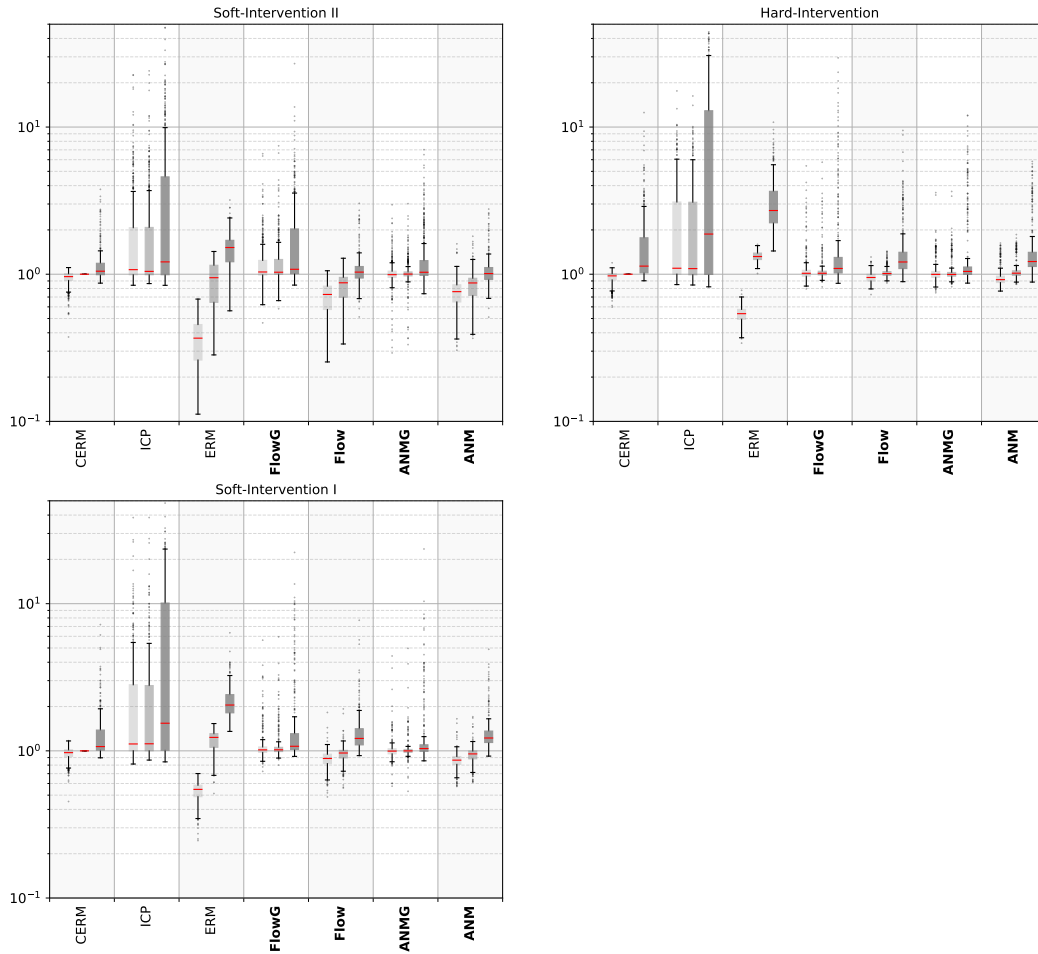 Soft-Intervention II
10¹
10⁰
10⁻¹
CERM
ICP
ERM
FlowG
Flow
ANMG
ANM
Hard-Intervention
10¹
10⁰
10⁻¹
CERM
ICP
ERM
FlowG
Flow
ANMG
ANM
Soft-Intervention I
10¹
10⁰
10⁻¹
CERM
ICP
ERM
FlowG
Flow
ANMG
ANM